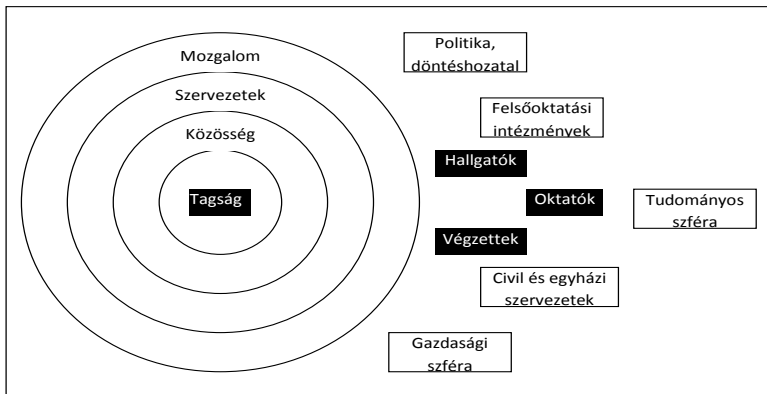 Mozgalom
Szervezetek
Közösség
Tagság
Politika,
döntéshozatal
Felsőoktatási
intézmények
Hallgatók
Oktatók
Tudományos
szféra
Végzettek
Civil és egyházi
szervezetek
Gazdasági
szféra